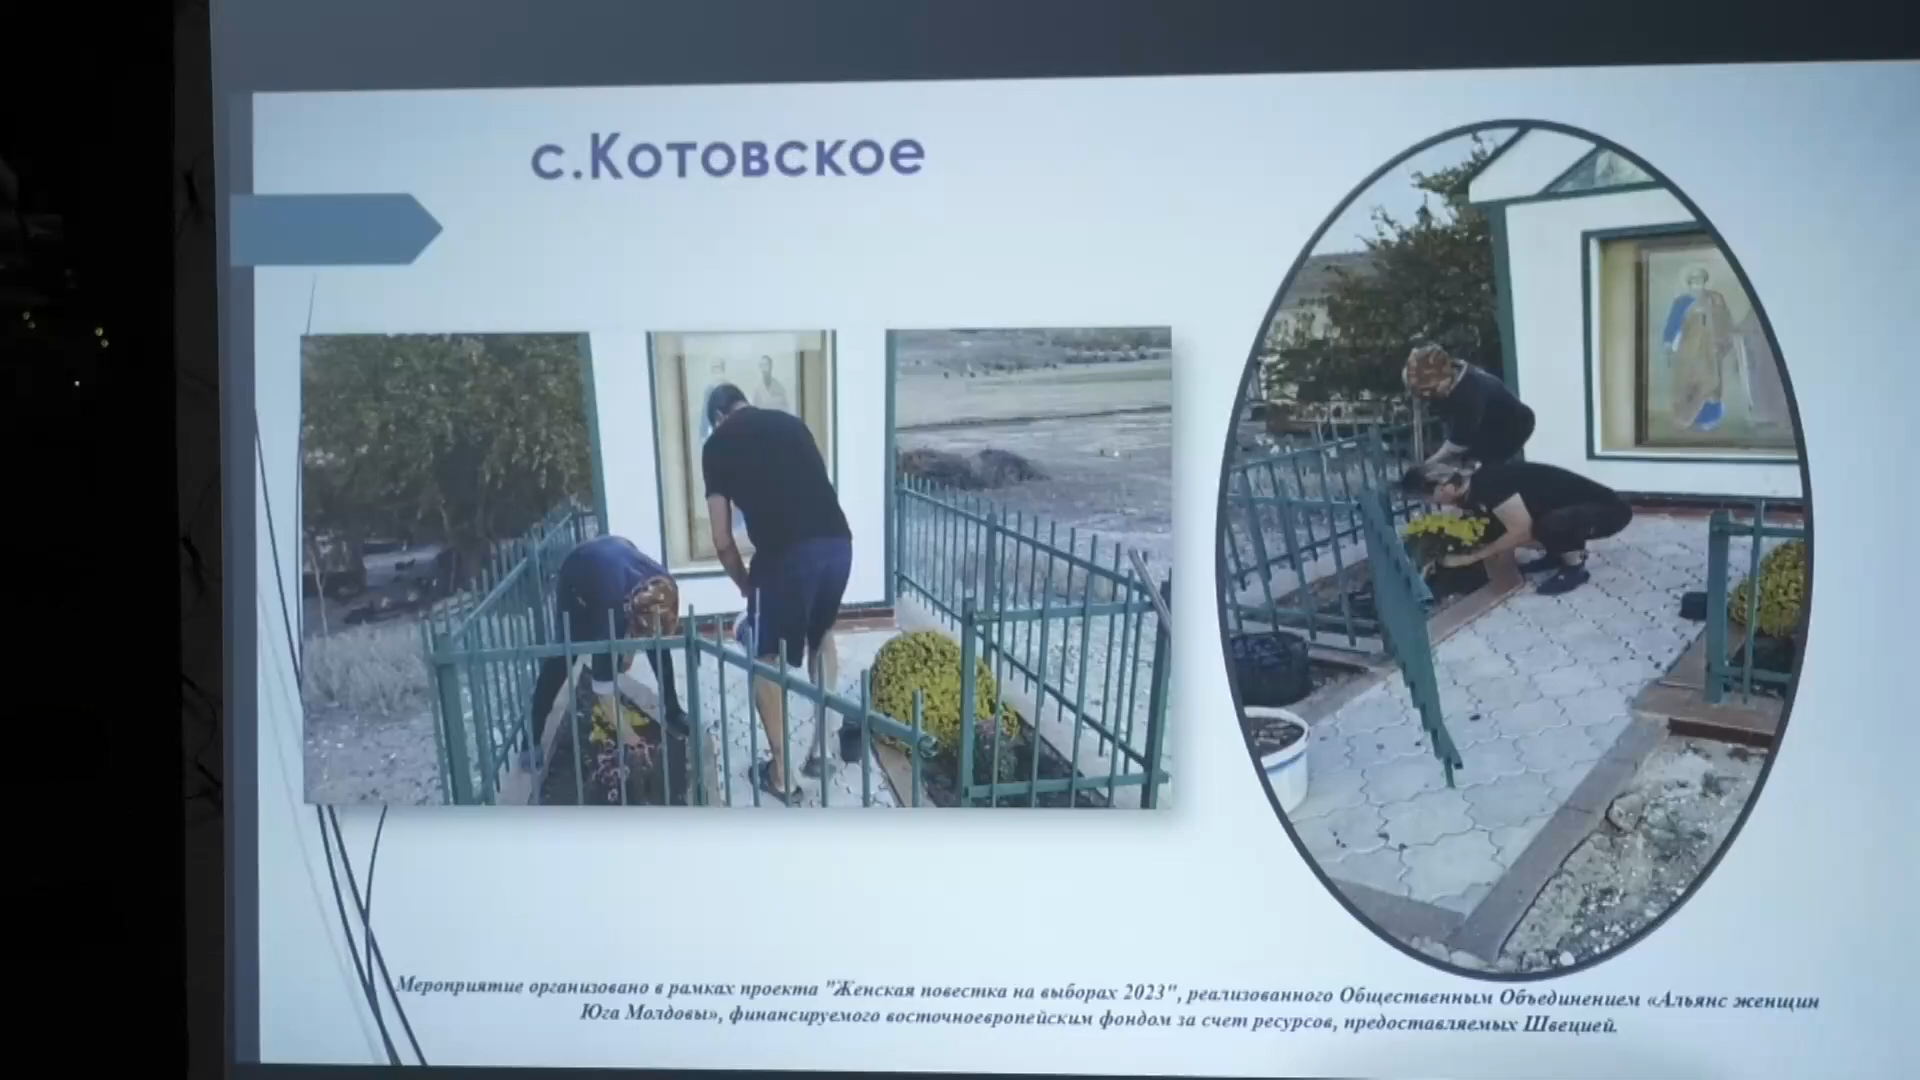 с.Котовское
Мероприятие организовано в рамках проекта "Женская повестка на выборах 2023", реализованного Общественным Объединением «Альянс женщин
Юга Молдовы», финансируемого восточноевропейским фондом за счет ресурсов, предоставляемых Швецией.